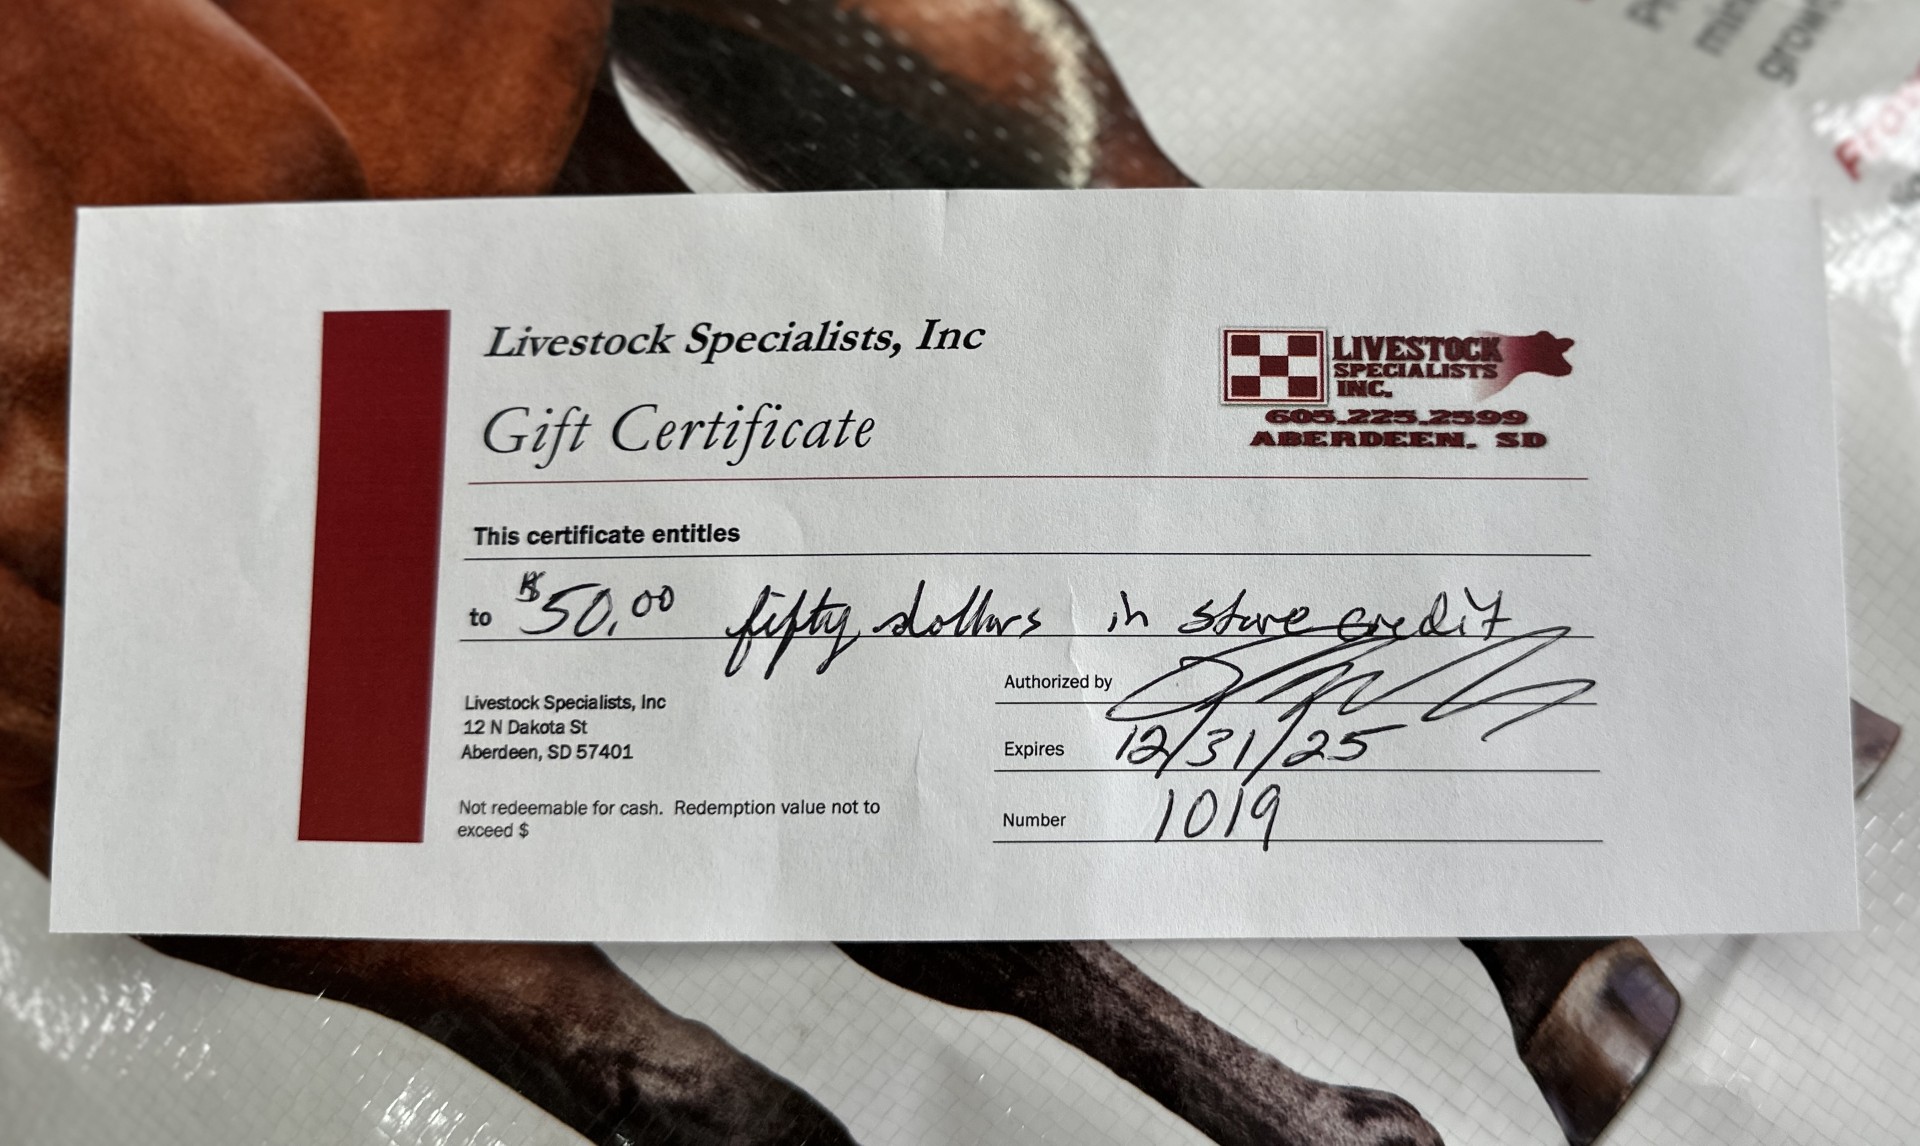 Livestock Specialists, Inc
Gift Certificate
LIVESTOCK
SPECIALISTS
INC.
605.225.2599
ABERDEEN, SD
This certificate entitles
to $50.00 fifty dollars in store credit
Livestock Specialists, Inc
12 N Dakota St
Aberdeen, SD 57401
Not redeemable for cash. Redemption value not to
exceed $
Authorized by
Expires 12/31/25
Number 1019